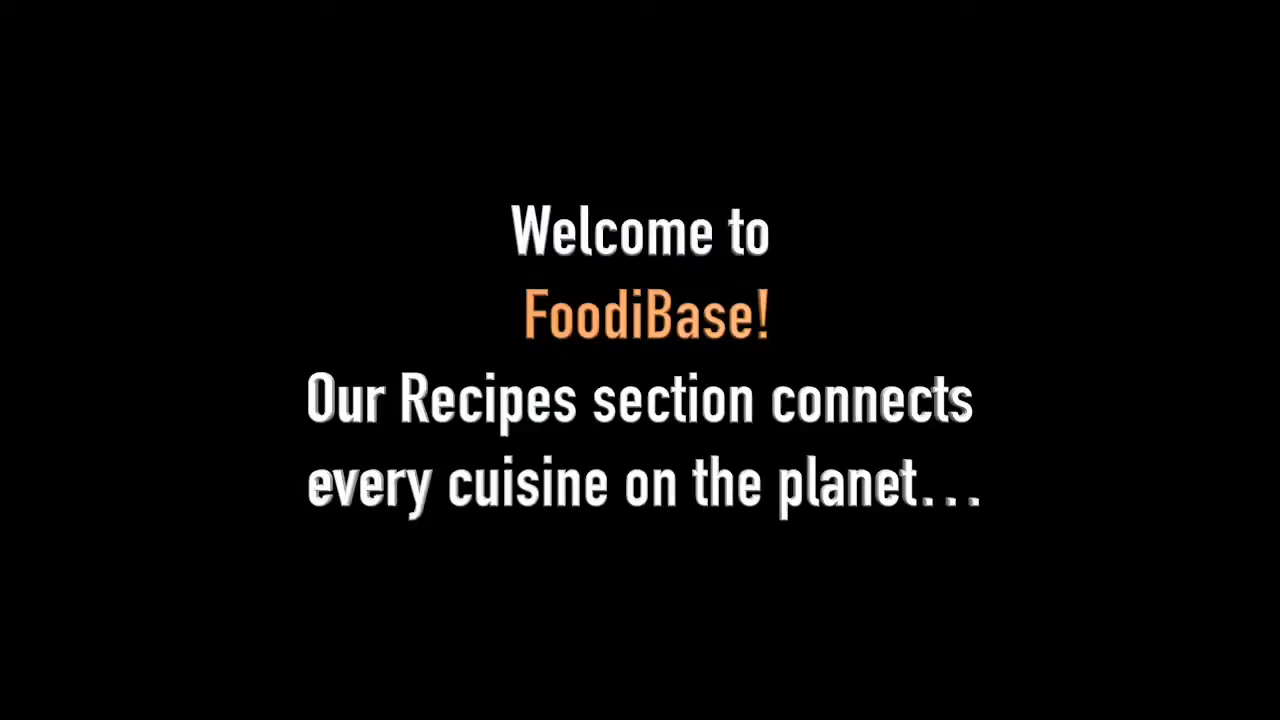 Welcome to
FoodiBase!
Our Recipes section connects
every cuisine on the planet...